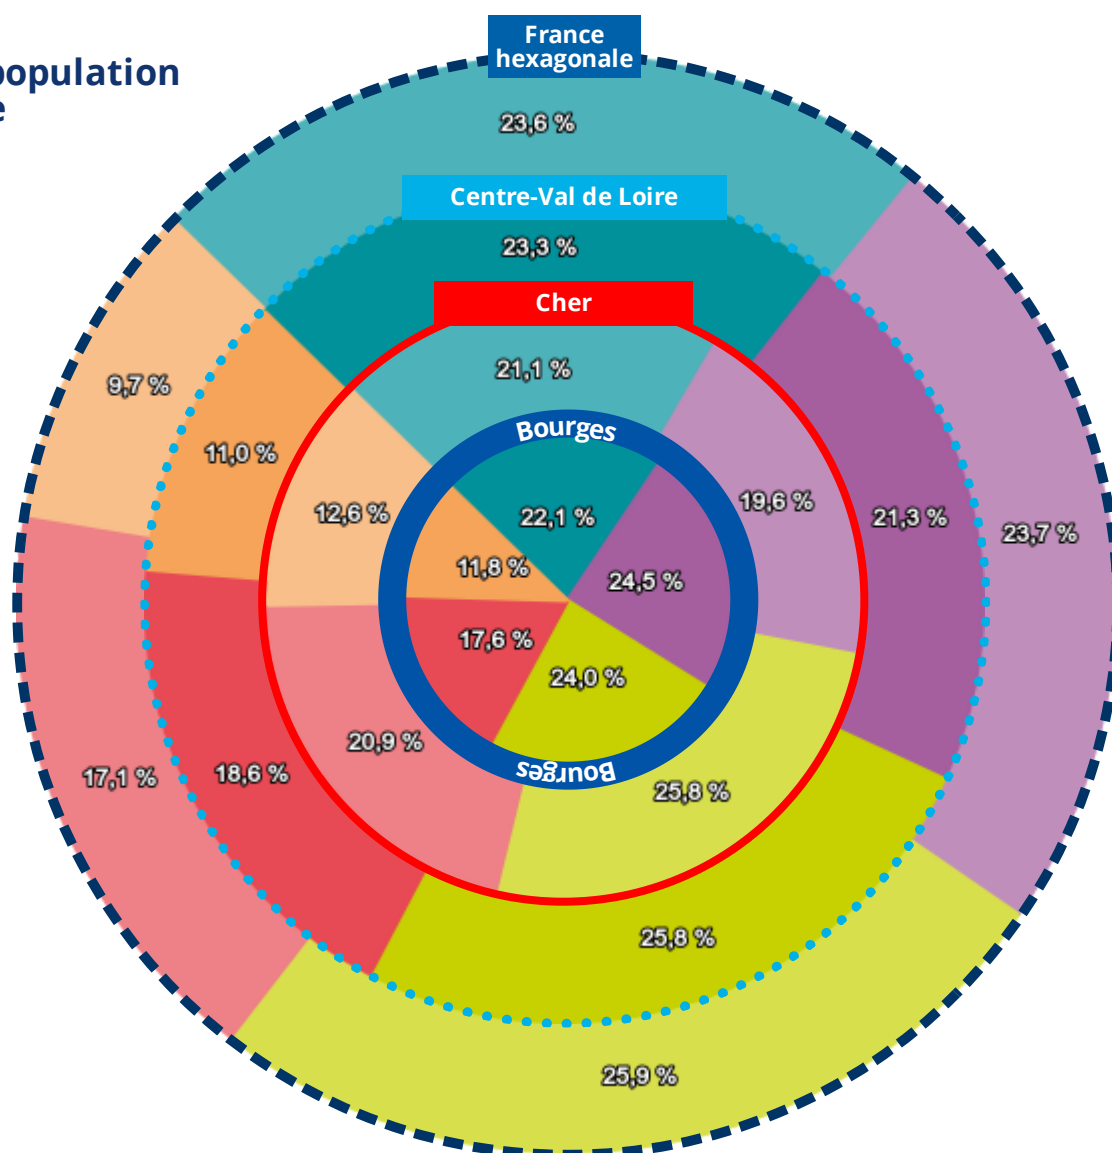 France
hexagonale
population
e
23,6 %
Centre-Val de Loire
23,3 %
Cher
21,1 %
9,7 %
Bourges
11,0 %
12,6 %
22,1 %
19,6 %
21,3 %
23,7 %
11,8 %
24,5 %
17,6 %
24,0 %
20,9 %
Bourges
18,6 %
17,1 %
25,8 %
25,8 %
25,9 %